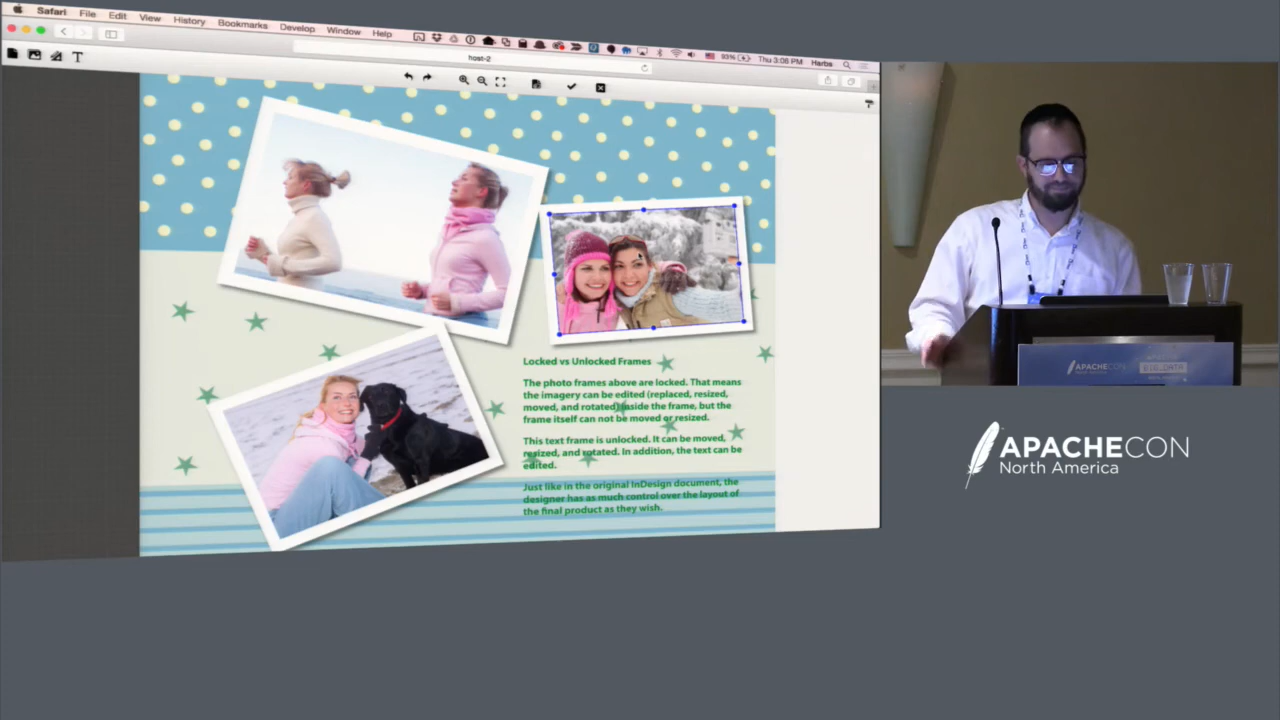 Safari File Edit View History Bookmarks Develop Window Help 93% Thu 3:08 PM Harbs
host-2
T
Locked vs Unlocked Frames
The photo frames above are locked. That means
the imagery can be edited (replaced, resized,
moved, and rotated) inside the frame, but the
frame itself can not be moved or resized.
This text frame is unlocked. It can be moved,
resized, and rotated. In addition, the text can be
edited.
Just like in the original InDesign document, the
designer has as much control over the layout of
the final product as they wish.
APACHECON
APACHECON
North America